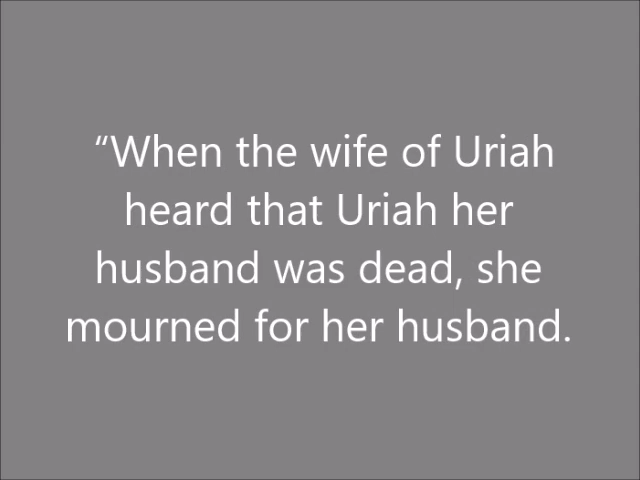 “When the wife of Uriah
heard that Uriah her
husband was dead, she
mourned for her husband.